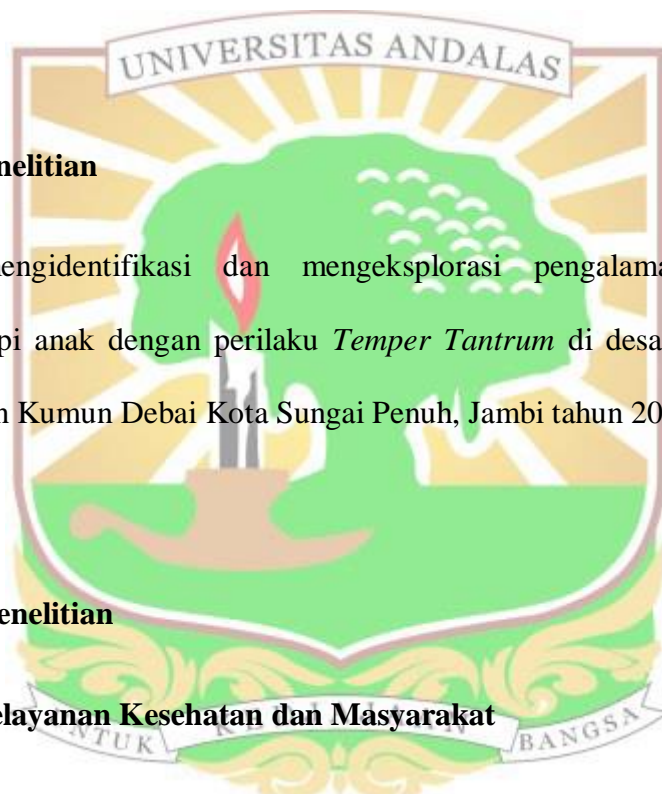 UNIVERSITAS ANDALAS
nelitian
engidentifikasi dan mengeksplorasi pengalama
pi anak dengan perilaku Temper Tantrum di desa
n Kumun Debai Kota Sungai Penuh, Jambi tahun 20
enelitian
elayanan Kesehatan dan Masyarakat
NTUK BANGSA